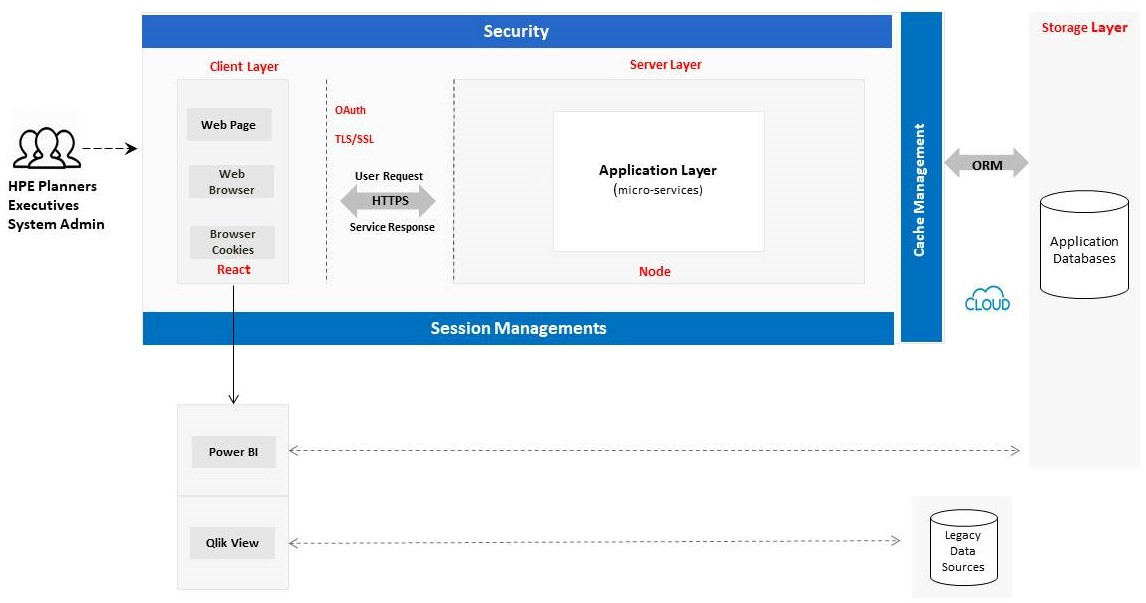 Security
Storage Layer
Client Layer
Server Layer
Web Page
Web
Browser
Browser
Cookies
React
OAuth
TLS/SSL
User Request
HTTPS
Service Response
Application Layer
(micro-services)
Node
Cache Management
ORM
Application
Databases
CLOUD
HPE Planners
Executives
System Admin
Session Managements
Power BI
Qlik View
Legacy
Data
Sources